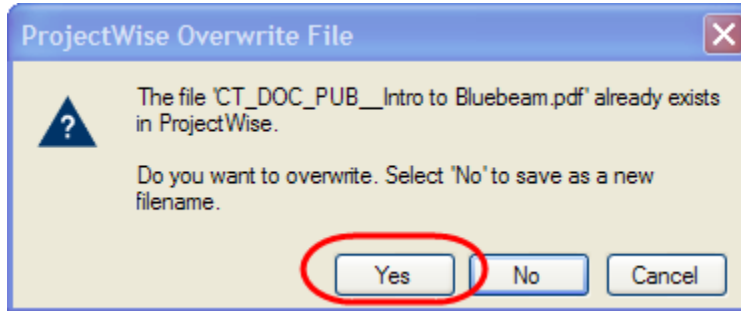 ProjectWise Overwrite File
The file 'CT_DOC_PUB__Intro to Bluebeam.pdf' already exists
in ProjectWise.
Do you want to overwrite. Select 'No' to save as a new
filename.
Yes No Cancel